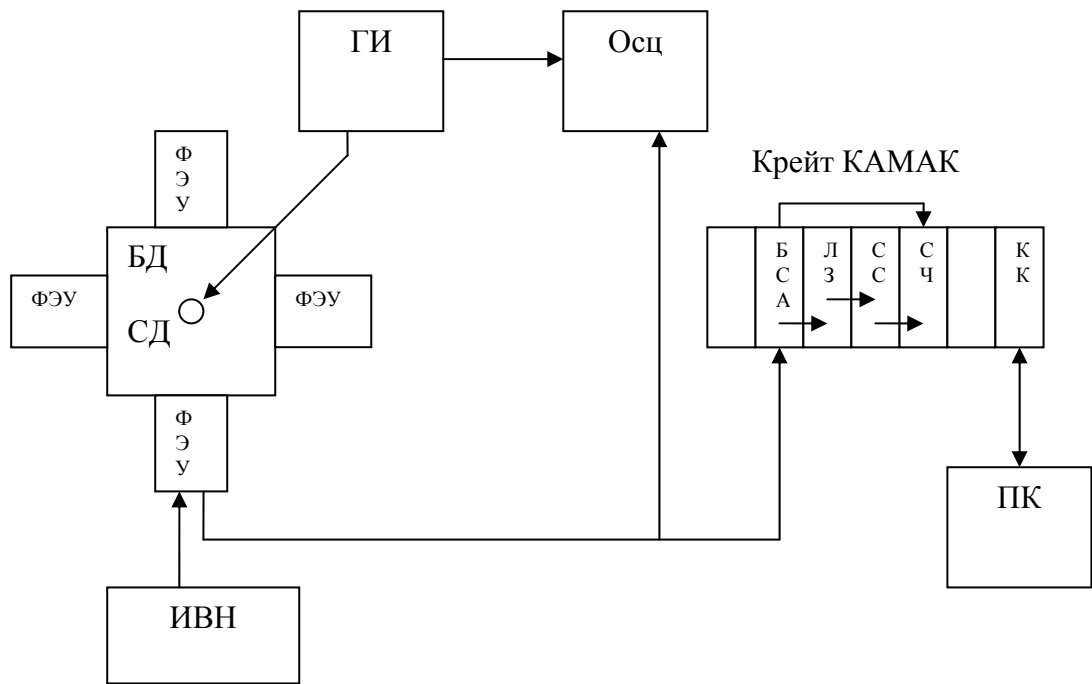 ГИ
Осц
Ф
Э
У
Крейт КАМАК
БД
ФЭУ
ФЭУ
СД
Б
С
А
Л
З
С
С
С
Ч
К
К
Ф
Э
У
ПК
ИВН